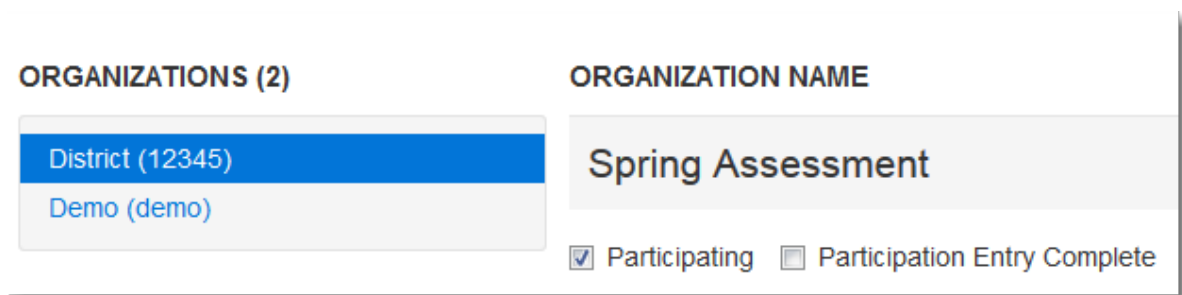 ORGANIZATIONS (2)
District (12345)
Demo (demo)
ORGANIZATION NAME
Spring Assessment
Participating
Participation Entry Complete